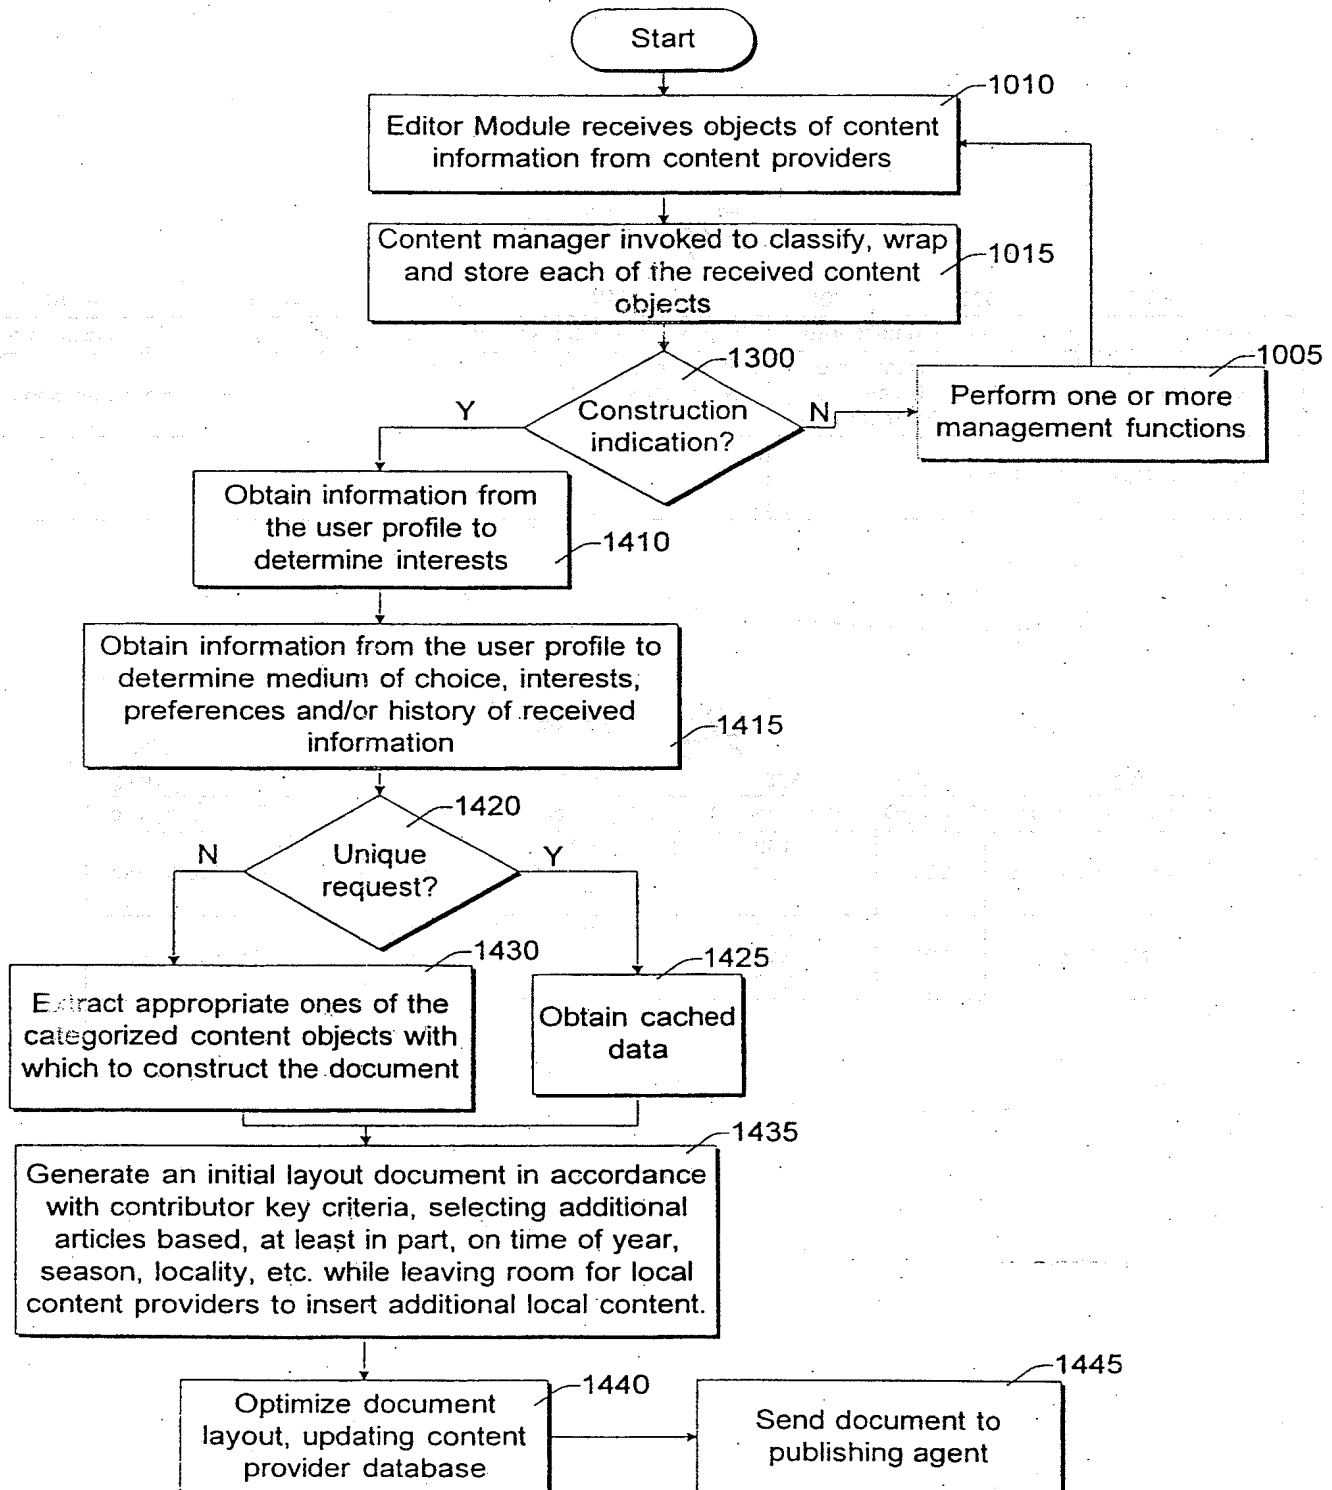 Start
1010
Editor Module receives objects of content
information from content providers
Content manager invoked to classify, wrap
and store each of the received content
objects
1015
1300
Construction
indication?
Y
N
1005
Perform one or more
management functions
Obtain information from
the user profile to
determine interests
1410
Obtain information from the user profile to
determine medium of choice, interests,
preferences and/or history of received
information
1415
1420
Unique
request?
N
Y
1430
Extract appropriate ones of the
categorized content objects with
which to construct the document
1425
Obtain cached
data
1435
Generate an initial layout document in accordance
with contributor key criteria, selecting additional
articles based, at least in part, on time of year,
season, locality, etc. while leaving room for local
content providers to insert additional local content.
1440
Optimize document
layout, updating content
provider database
1445
Send document to
publishing agent